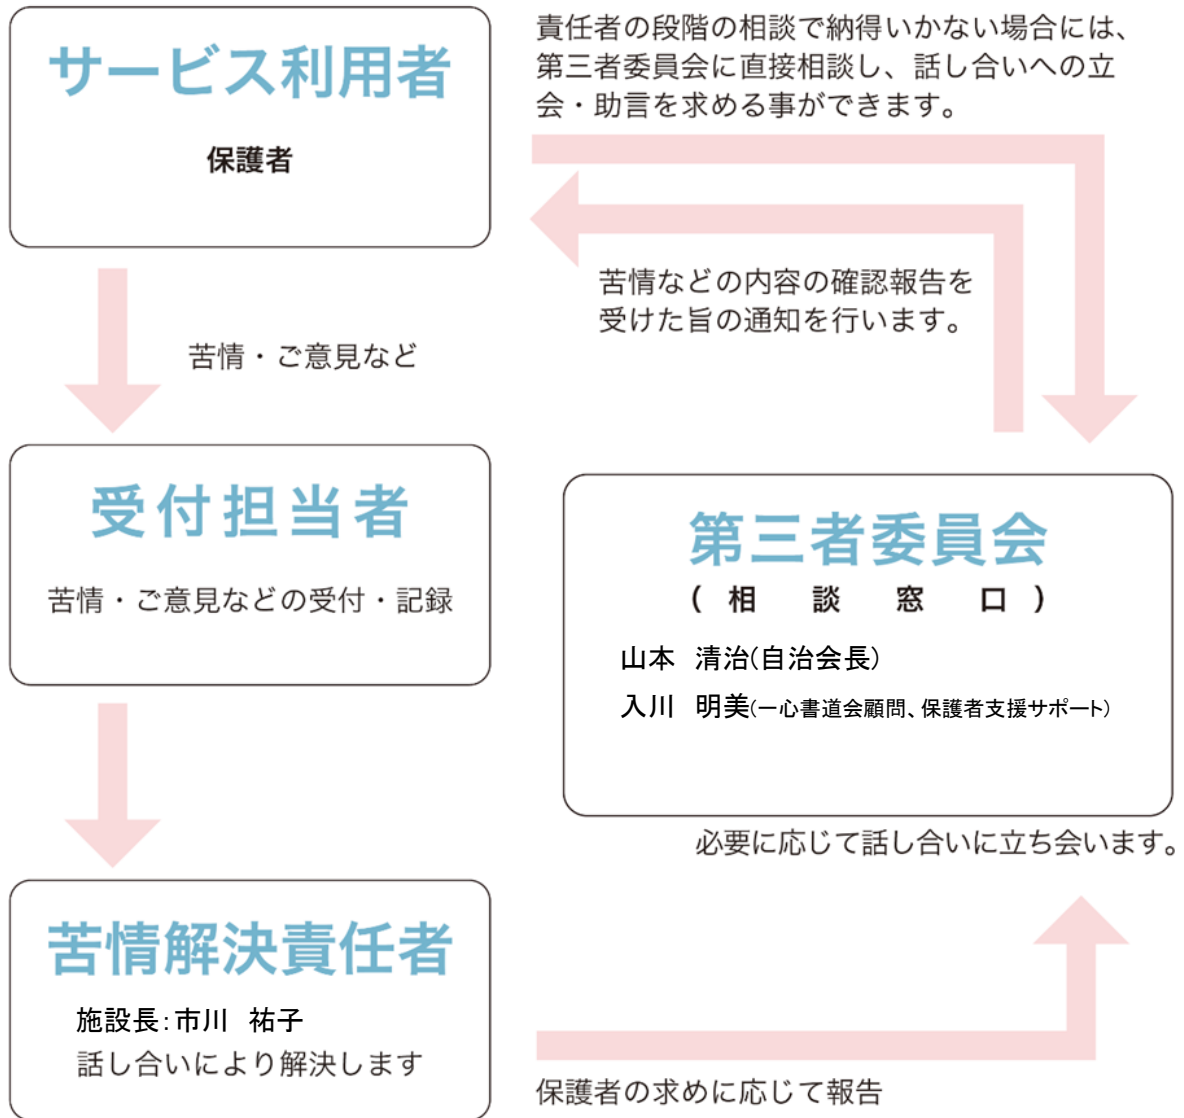 サービス利用者
保護者
責任者の段階の相談で納得いかない場合には、
第三者委員会に直接相談し、話し合いへの立
会・助言を求める事ができます。
苦情などの内容の確認報告を
受けた旨の通知を行います。
苦情・ご意見など
受付担当者
苦情・ご意見などの受付・記録
第三者委員会
(相談窓口)
山本　清治(自治会長)
入川　明美(一心書道会顧問、保護者支援サポート)
必要に応じて話し合いに立ち会います。
苦情解決責任者
施設長:市川　祐子
話し合いにより解決します
保護者の求めに応じて報告